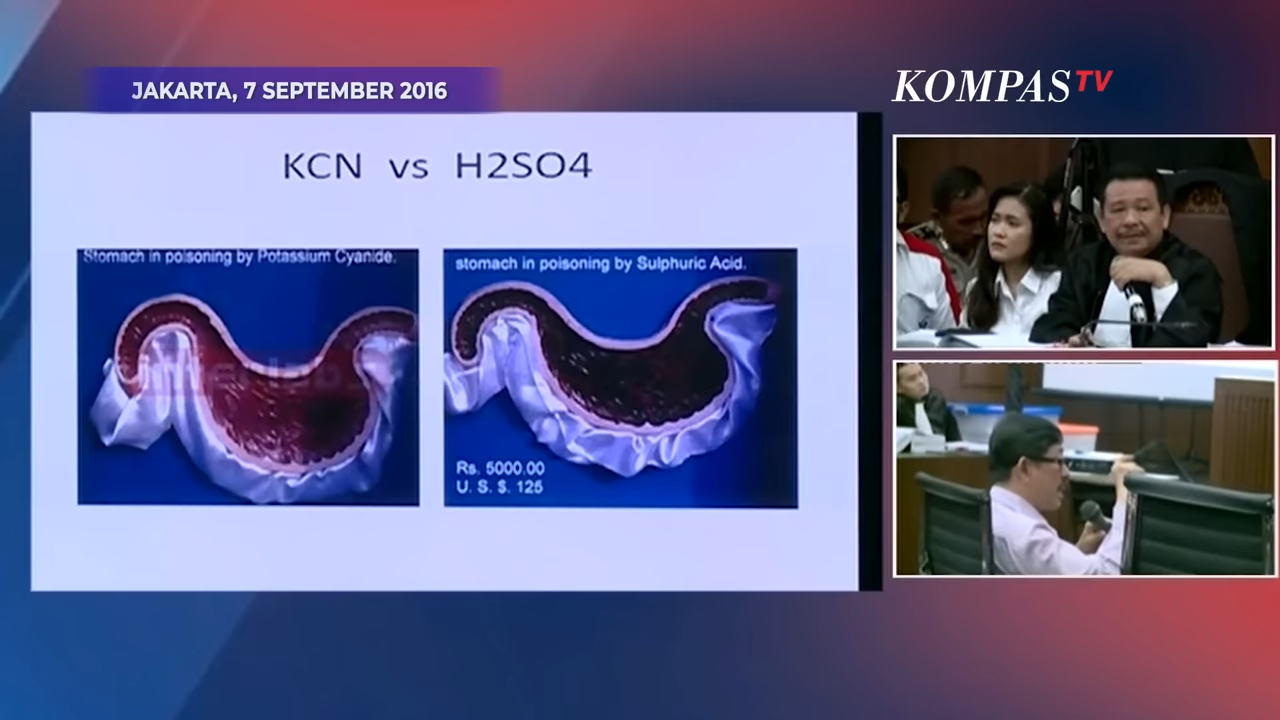 JAKARTA, 7 SEPTEMBER 2016
KOMPASTV
KCN vs H2SO4
Stomach in poisoning by Potassium Cyanide.
stomach in poisoning by Sulphuric Acid.
Rs. 5000.00
U. S. $. 125